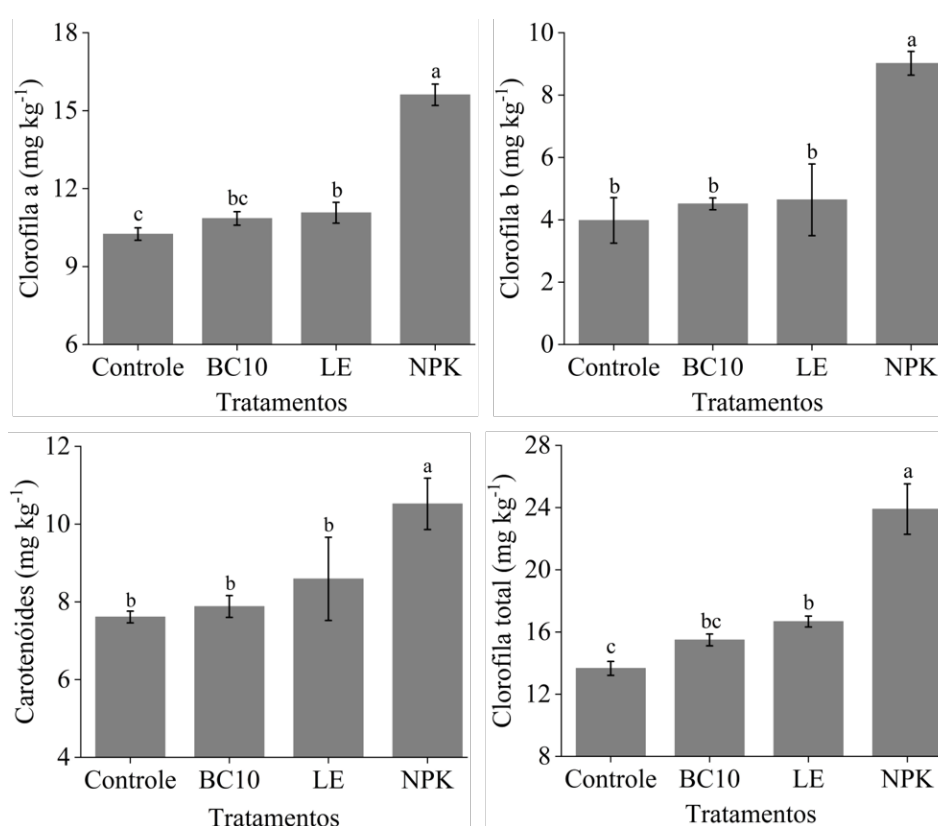 Clorofila a (mg kg⁻¹)
18
15
12
9
6
c
bc
b
a
Controle BC10 LE NPK
Tratamentos
Clorofila b (mg kg⁻¹)
10
8
6
4
2
0
b
b
b
a
Controle BC10 LE NPK
Tratamentos
Carotenóides (mg kg⁻¹)
12
10
8
6
4
b
b
b
a
Controle BC10 LE NPK
Tratamentos
Clorofila total (mg kg⁻¹)
28
24
20
16
12
8
c
bc
b
a
Controle BC10 LE NPK
Tratamentos